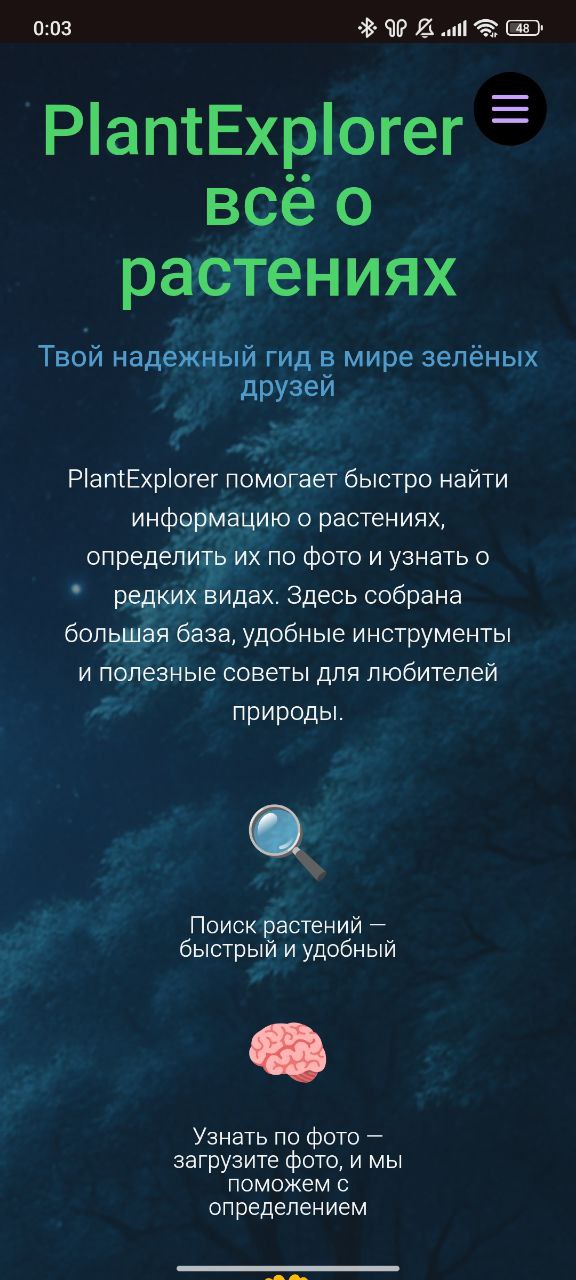 0:03
48
PlantExplorer
всё о
растениях
Твой надежный гид в мире зелёных
друзей
PlantExplorer помогает быстро найти
информацию о растениях,
определить их по фото и узнать о
редких видах. Здесь собрана
большая база, удобные инструменты
и полезные советы для любителей
природы.
Поиск растений —
быстрый и удобный
Узнать по фото —
загрузите фото, и мы
поможем с
определением